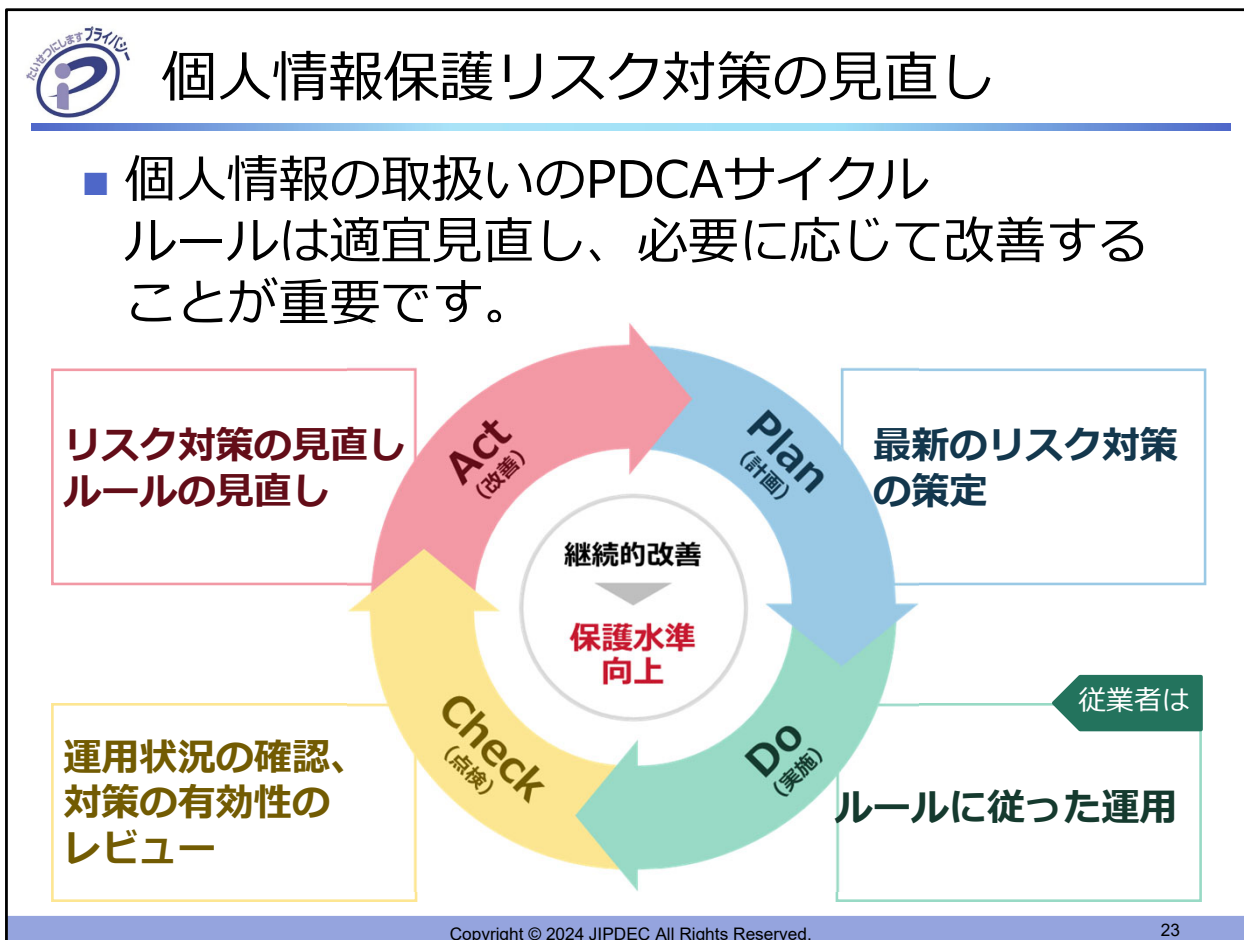 たいせつにしますプライバシー
個人情報保護リスク対策の見直し
■ 個人情報の取扱いのPDCAサイクル
ルールは適宜見直し、必要に応じて改善する
ことが重要です。
リスク対策の見直し
ルールの見直し
Act
(改善)
Plan
(計画)
最新のリスク対策
の策定
継続的改善
保護水準
向上
運用状況の確認、
対策の有効性の
レビュー
Check
(点検)
Do
(実施)
従業者は
ルールに従った運用
Copyright © 2024 JIPDEC All Rights Reserved.
23